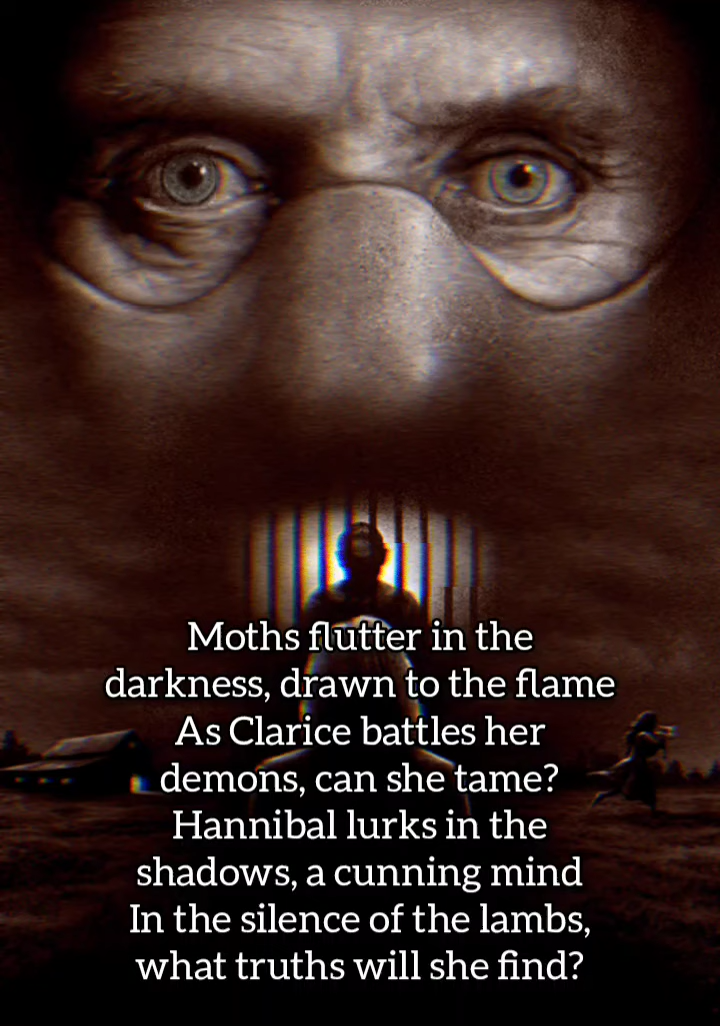 Moths flutter in the
darkness, drawn to the flame
As Clarice battles her
demons, can she tame?
Hannibal lurks in the
shadows, a cunning mind
In the silence of the lambs,
what truths will she find?